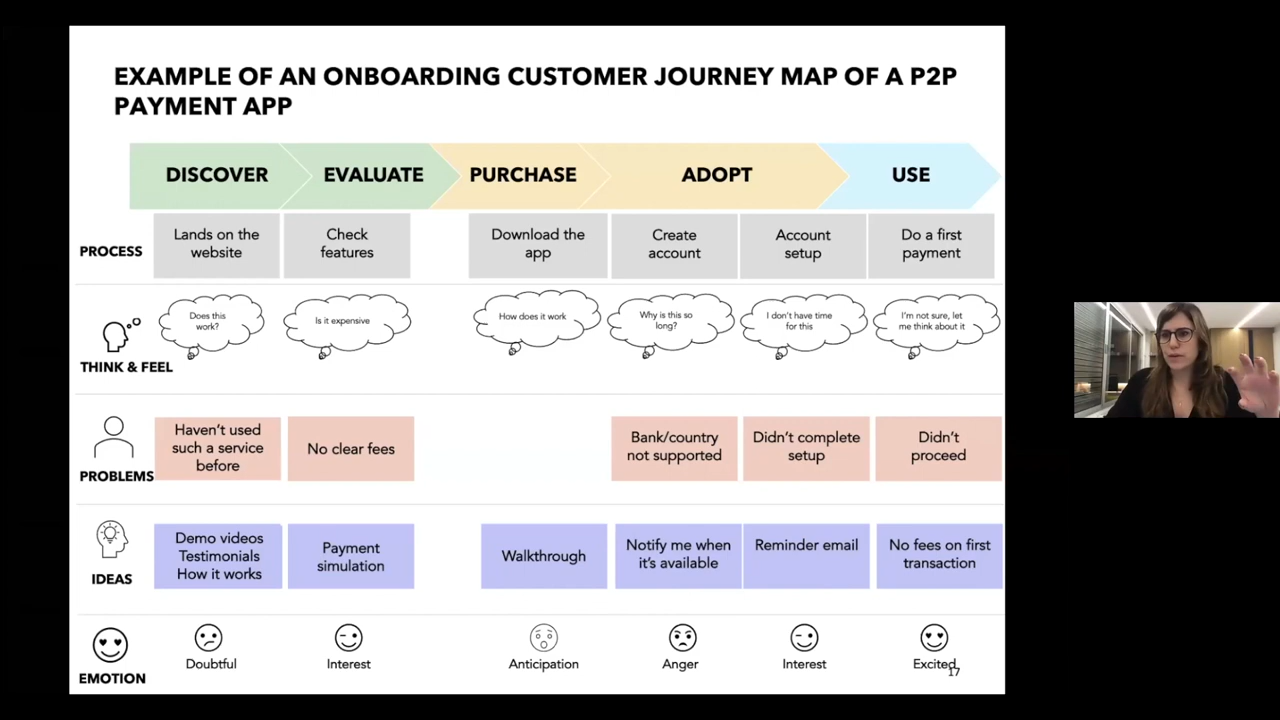 EXAMPLE OF AN ONBOARDING CUSTOMER JOURNEY MAP OF A P2P
PAYMENT APP
DISCOVER
EVALUATE
PURCHASE
ADOPT
USE
PROCESS
Lands on the
website
Check
features
Download the
app
Create
account
Account
setup
Do a first
payment
THINK & FEEL
Does this
work?
Is it expensive
How does it work
Why is this so
long?
I don't have time
for this
I'm not sure, let
me think about it
PROBLEMS
Haven't used
such a service
before
No clear fees
Bank/country
not supported
Didn't complete
setup
Didn't
proceed
IDEAS
Demo videos
Testimonials
How it works
Payment
simulation
Walkthrough
Notify me when
it's available
Reminder email
No fees on first
transaction
EMOTION
Doubtful
Interest
Anticipation
Anger
Interest
Excited
17